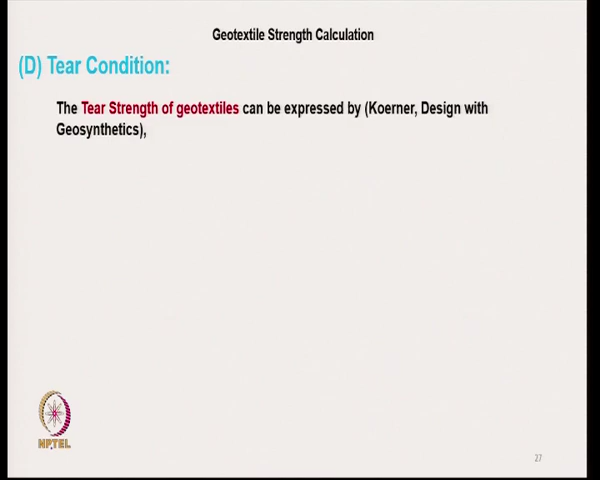 Geotextile Strength Calculation
(D) Tear Condition:
The Tear Strength of geotextiles can be expressed by (Koerner, Design with
Geosynthetics),
NPTEL
27